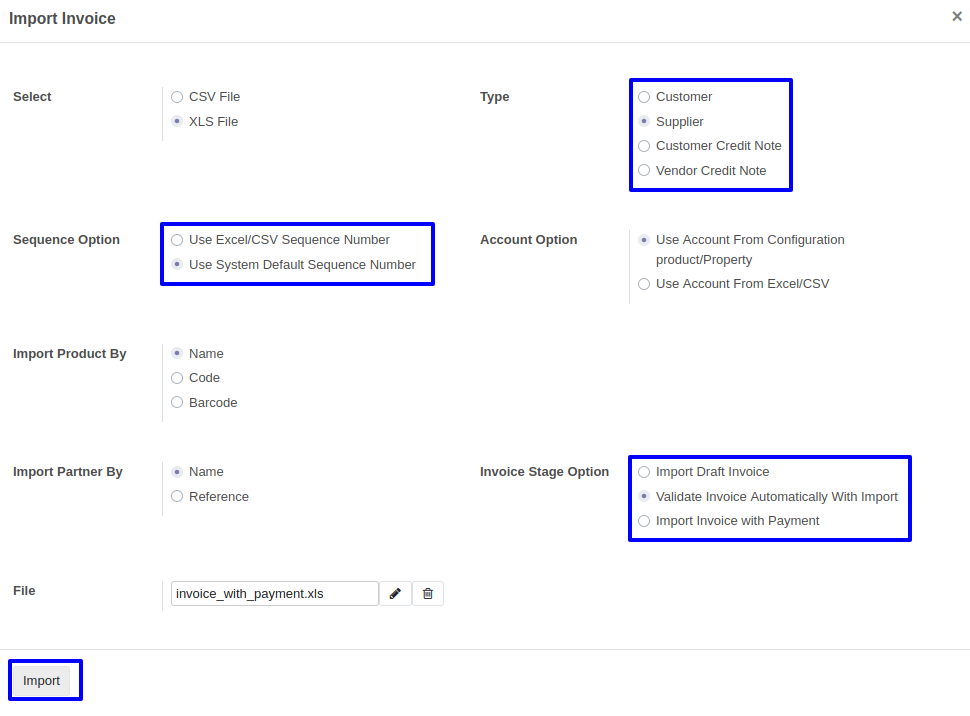 Import Invoice
×
Select
CSV File
XLS File
Type
Customer
Supplier
Customer Credit Note
Vendor Credit Note
Sequence Option
Use Excel/CSV Sequence Number
Use System Default Sequence Number
Account Option
Use Account From Configuration
product/Property
Use Account From Excel/CSV
Import Product By
Name
Code
Barcode
Import Partner By
Name
Reference
Invoice Stage Option
Import Draft Invoice
Validate Invoice Automatically With Import
Import Invoice with Payment
File
invoice_with_payment.xls
Import